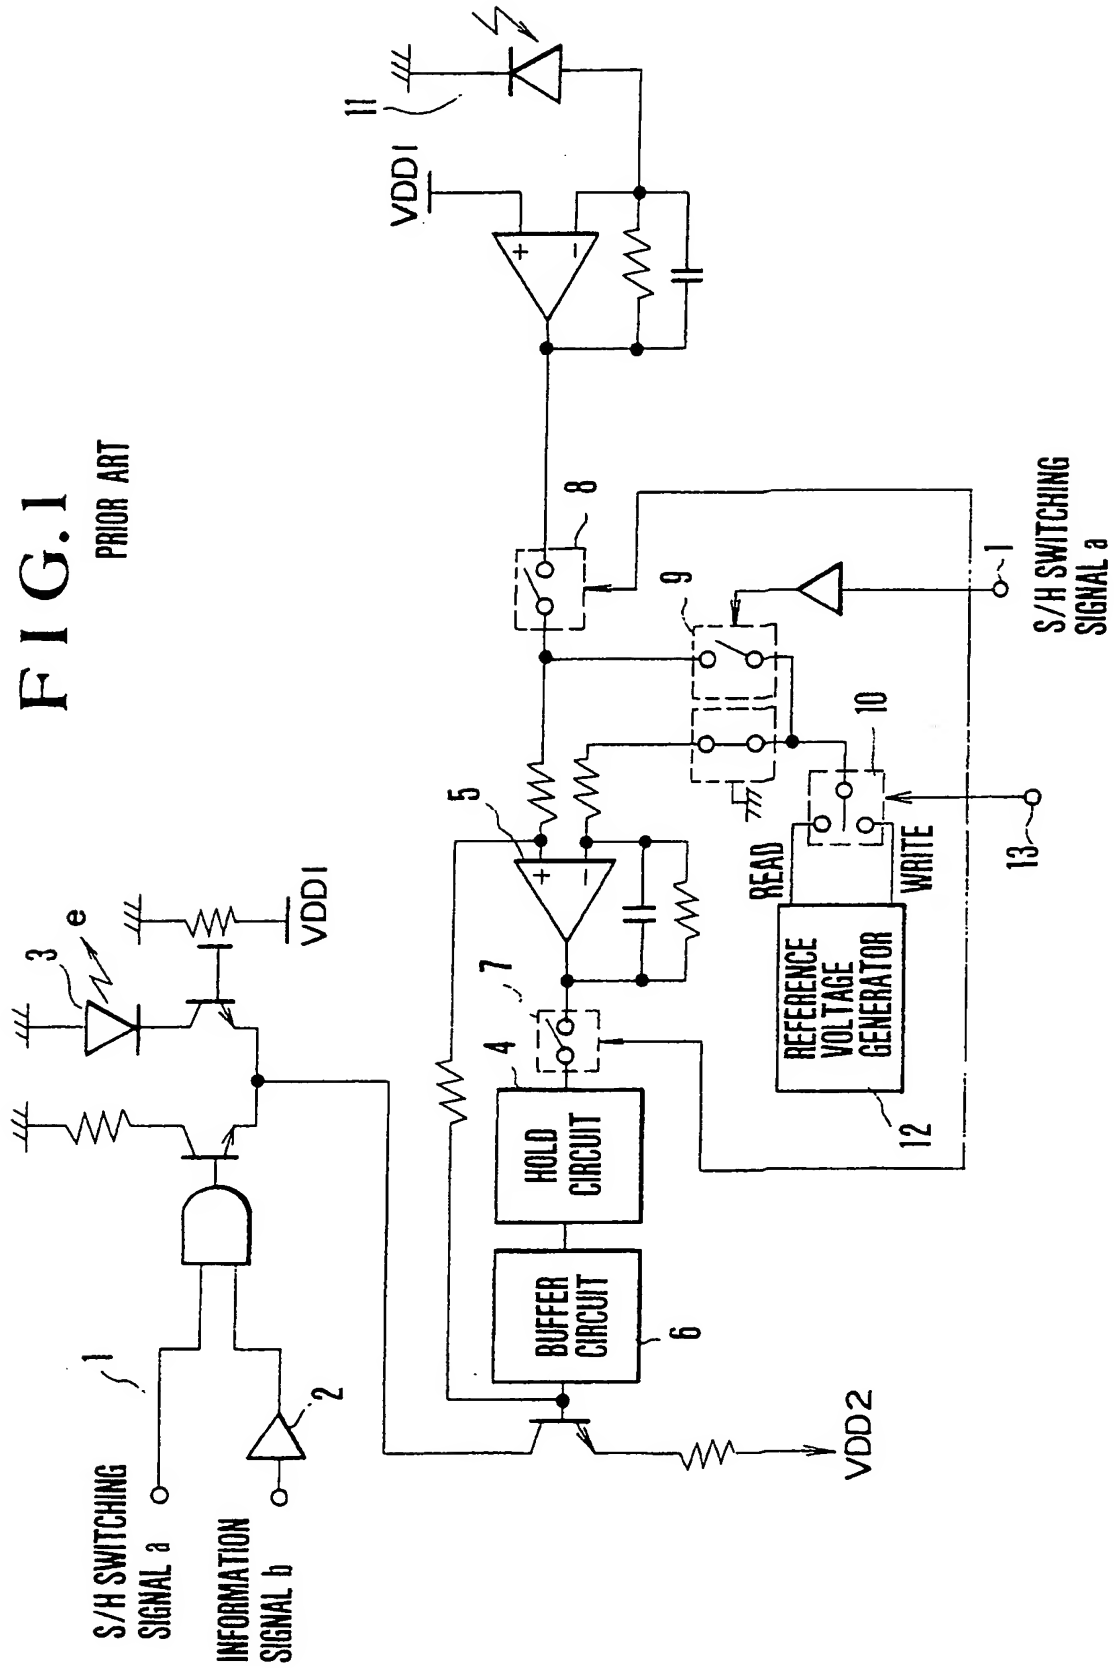 FIG.1
PRIOR ART
S/H SWITCHING
SIGNAL a
1
INFORMATION
SIGNAL b
2
3
e
VDD1
BUFFER
CIRCUIT
6
HOLD
CIRCUIT
4
7
5
+
−
VDD2
REFERENCE
VOLTAGE
GENERATOR
12
READ
WRITE
10
13
9
8
1
S/H SWITCHING
SIGNAL a
VDD1
+
−
11